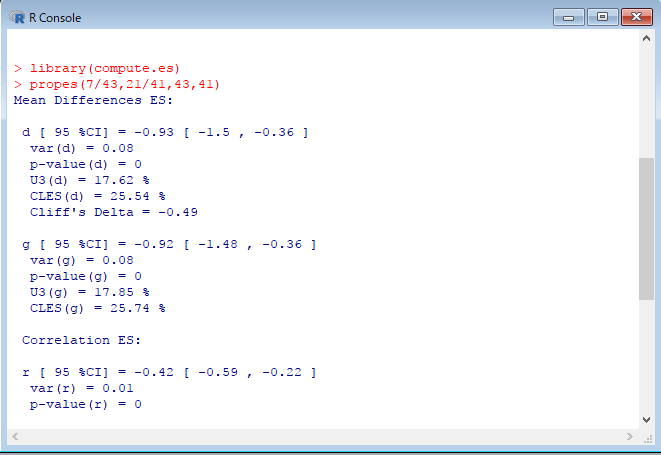 R Console
> library(compute.es)
> propes(7/43,21/41,43,41)
Mean Differences ES:
d [ 95 %CI] = -0.93 [ -1.5 , -0.36 ]
var(d) = 0.08
p-value(d) = 0
U3(d) = 17.62 %
CLES(d) = 25.54 %
Cliff's Delta = -0.49
g [ 95 %CI] = -0.92 [ -1.48 , -0.36 ]
var(g) = 0.08
p-value(g) = 0
U3(g) = 17.85 %
CLES(g) = 25.74 %
Correlation ES:
r [ 95 %CI] = -0.42 [ -0.59 , -0.22 ]
var(r) = 0.01
p-value(r) = 0